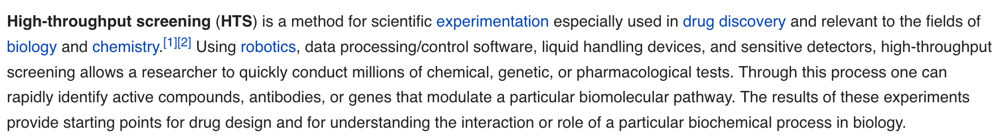 High-throughput screening (HTS) is a method for scientific experimentation especially used in drug discovery and relevant to the fields of
biology and chemistry.[1][2] Using robotics, data processing/control software, liquid handling devices, and sensitive detectors, high-throughput
screening allows a researcher to quickly conduct millions of chemical, genetic, or pharmacological tests. Through this process one can
rapidly identify active compounds, antibodies, or genes that modulate a particular biomolecular pathway. The results of these experiments
provide starting points for drug design and for understanding the interaction or role of a particular biochemical process in biology.